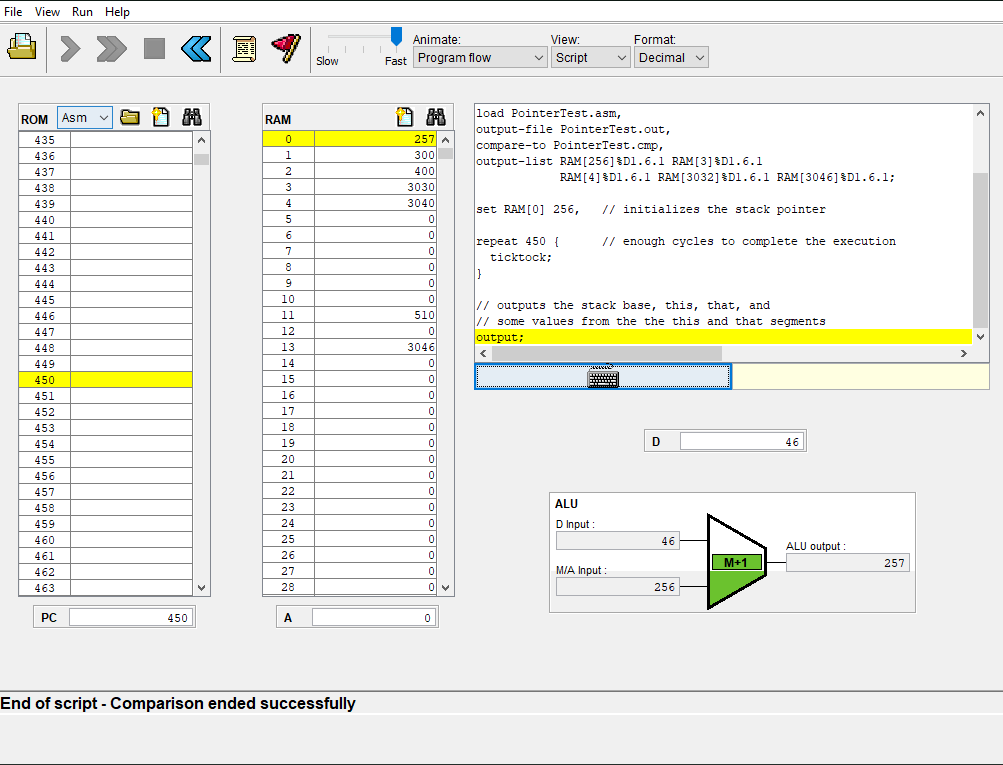 File View Run Help
Animate: View: Format:
Slow Fast Program flow Script Decimal
ROM Asm
435
436
437
438
439
440
441
442
443
444
445
446
447
448
449
450
451
452
453
454
455
456
457
458
459
460
461
462
463
PC 450
RAM
0 257
1 300
2 400
3 3030
4 3040
5 0
6 0
7 0
8 0
9 0
10 0
11 510
12 0
13 3046
14 0
15 0
16 0
17 0
18 0
19 0
20 0
21 0
22 0
23 0
24 0
25 0
26 0
27 0
28 0
A 0
load PointerTest.asm,
output-file PointerTest.out,
compare-to PointerTest.cmp,
output-list RAM[256]%D1.6.1 RAM[3]%D1.6.1
RAM[4]%D1.6.1 RAM[3032]%D1.6.1 RAM[3046]%D1.6.1;
set RAM[0] 256,   // initializes the stack pointer
repeat 450 {      // enough cycles to complete the execution
ticktock;
}
// outputs the stack base, this, that, and
// some values from the the this and that segments
output;
D 46
ALU
D Input :
46
M/A Input :
256
M+1
ALU output :
257
End of script - Comparison ended successfully